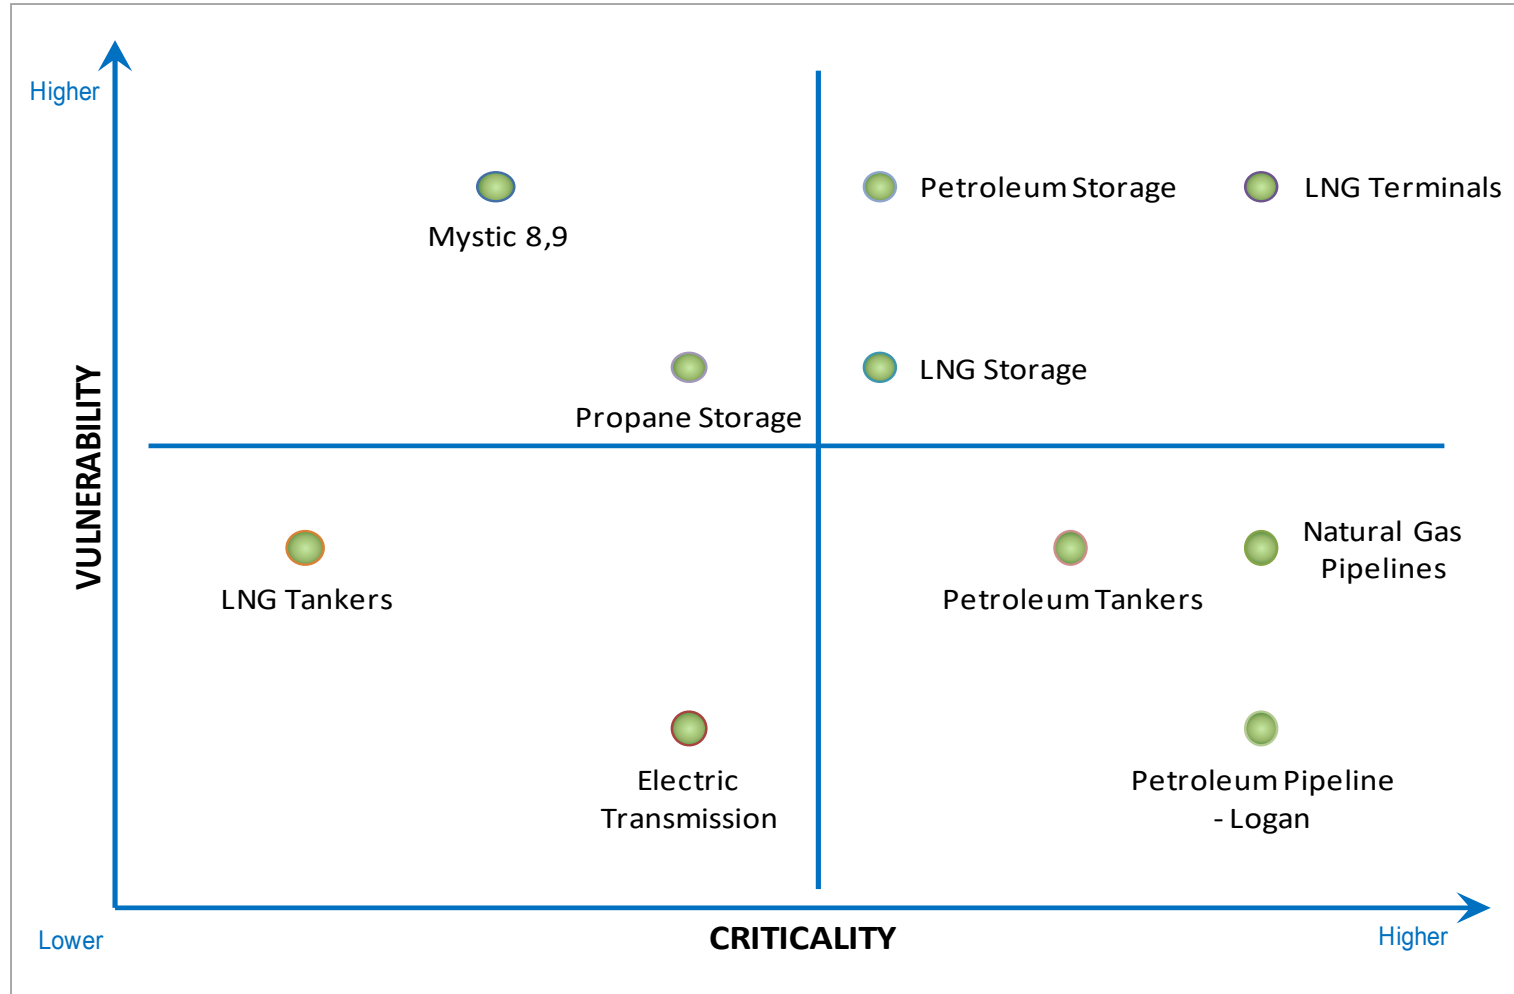 Higher
Petroleum Storage
LNG Terminals
Mystic 8,9
LNG Storage
Propane Storage
VULNERABILITY
Natural Gas
Pipelines
LNG Tankers
Petroleum Tankers
Electric
Transmission
Petroleum Pipeline
- Logan
Lower
CRITICALITY
Higher